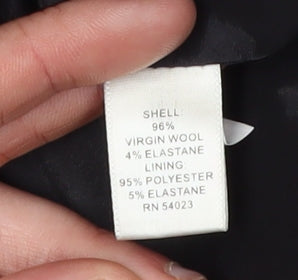 SHELL:
96%
VIRGIN WOOL
4% ELASTANE
LINING:
95% POLYESTER
5% ELASTANE
RN 54023